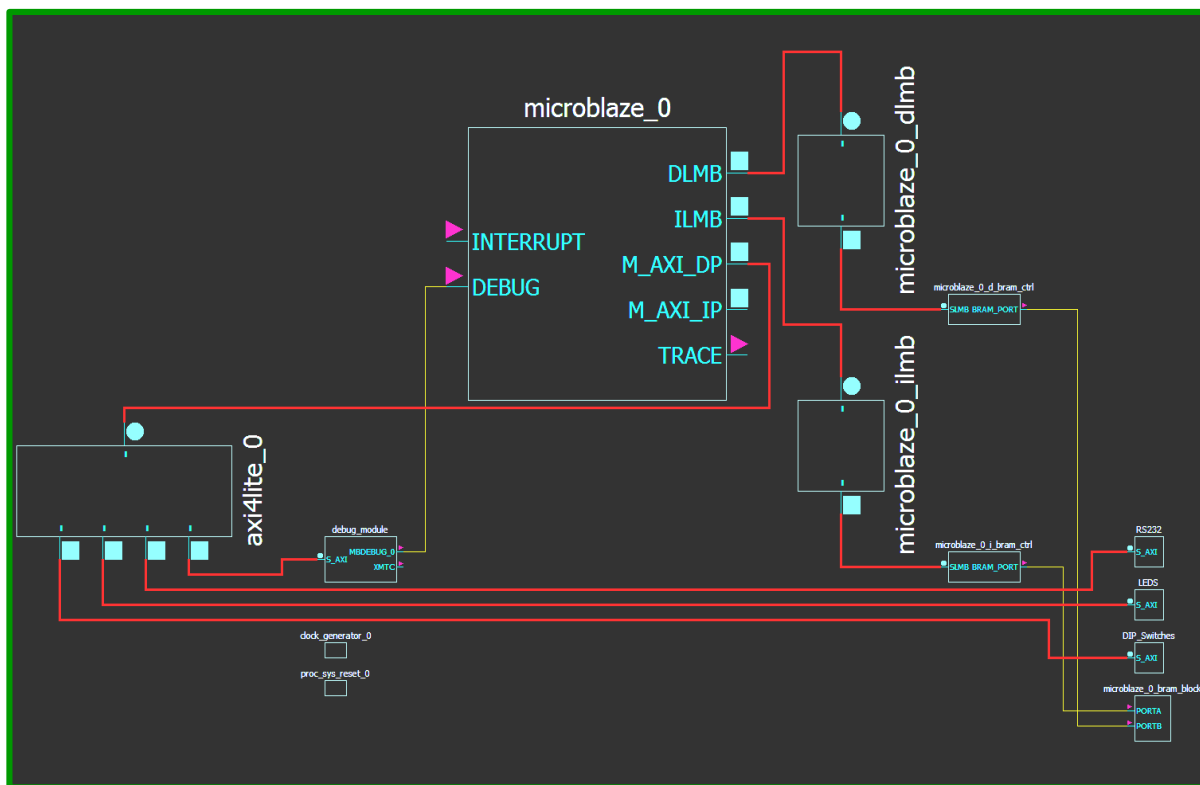 microblaze_0
DLMB
ILMB
M_AXI_DP
M_AXI_IP
TRACE
INTERRUPT
DEBUG
microblaze_0_dlmb
microblaze_0_d_bram_ctrl
SLMB BRAM_PORT
microblaze_0_ilmb
microblaze_0_i_bram_ctrl
SLMB BRAM_PORT
axi4lite_0
debug_module
S_AXI
MBDEBUG_0
XMTC
clock_generator_0
proc_sys_reset_0
RS232
S_AXI
LEDS
S_AXI
DIP_Switches
S_AXI
microblaze_0_bram_block
PORTA
PORTB